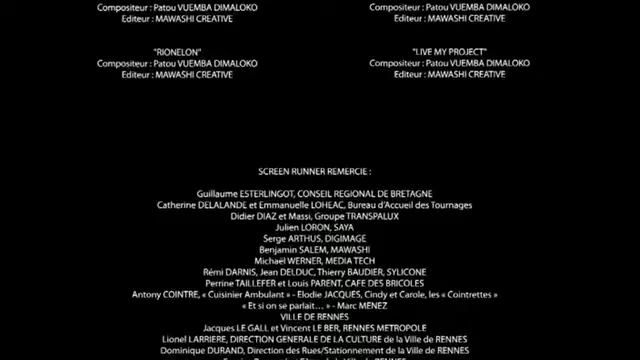 Compositeur : Patou VUEMBA DIMALOKO
Editeur : MAWASHI CREATIVE
Compositeur : Patou VUEMBA DIMALOKO
Editeur : MAWASHI CREATIVE
"RIONELON"
Compositeur : Patou VUEMBA DIMALOKO
Editeur : MAWASHI CREATIVE
"LIVE MY PROJECT"
Compositeur : Patou VUEMBA DIMALOKO
Editeur : MAWASHI CREATIVE
SCREEN RUNNER REMERCIE :
Guillaume ESTERLINGOT, CONSEIL REGIONAL DE BRETAGNE
Catherine DELALANDE et Emmanuelle LOHEAC, Bureau d'Accueil des Tournages
Didier DIAZ et Massi, Groupe TRANSPALUX
Julien LORON, SAYA
Serge ARTHUS, DIGIMAGE
Benjamin SALEM, MAWASHI
Michaël WERNER, MEDIA TECH
Rémi DARNIS, Jean DELDUC, Thierry BAUDIER, SYLICONE
Perrine TAILLEFER et Louis PARENT, CAFE DES BRICOLES
Antony COINTRE, « Cuisinier Ambulant » - Elodie JACQUES, Cindy et Carole, les « Cointrettes »
« Et si on se parlait… » - Marc MENEZ
VILLE DE RENNES
Jacques LE GALL et Vincent LE BER, RENNES METROPOLE
Lionel LARRIERE, DIRECTION GENERALE DE LA CULTURE de la Ville de RENNES
Dominique DURAND, Direction des Rues/Stationnement de la Ville de RENNES